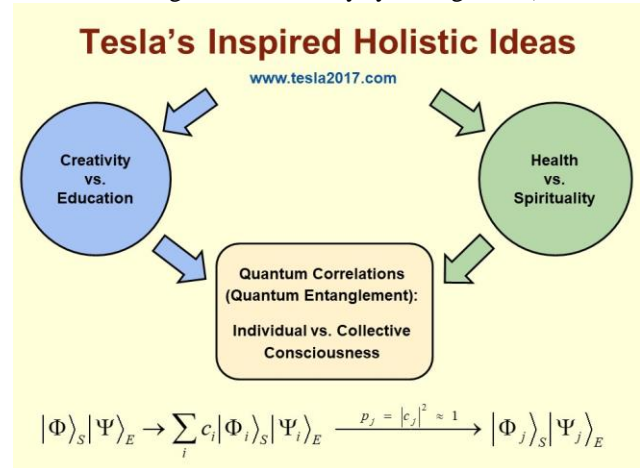 Tesla's Inspired Holistic Ideas
www.tesla2017.com
Creativity
vs.
Education
Health
vs.
Spirituality
Quantum Correlations
(Quantum Entanglement):
Individual vs. Collective
Consciousness
|Φ⟩_S|Ψ⟩_E → ∑_i c_i|Φ_i⟩_S|Ψ_i⟩_E —p_J = |c_J|² ≈ 1→ |Φ_j⟩_S|Ψ_j⟩_E